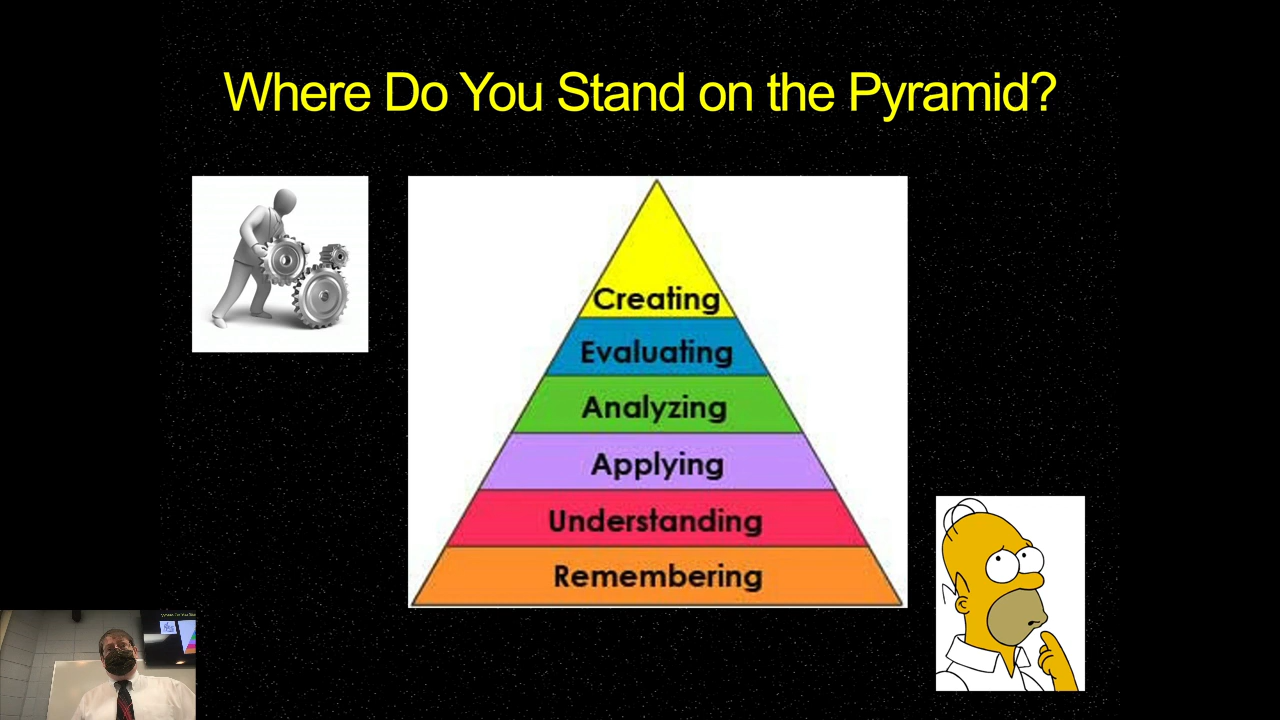 Where Do You Stand on the Pyramid?
Creating
Evaluating
Analyzing
Applying
Understanding
Remembering